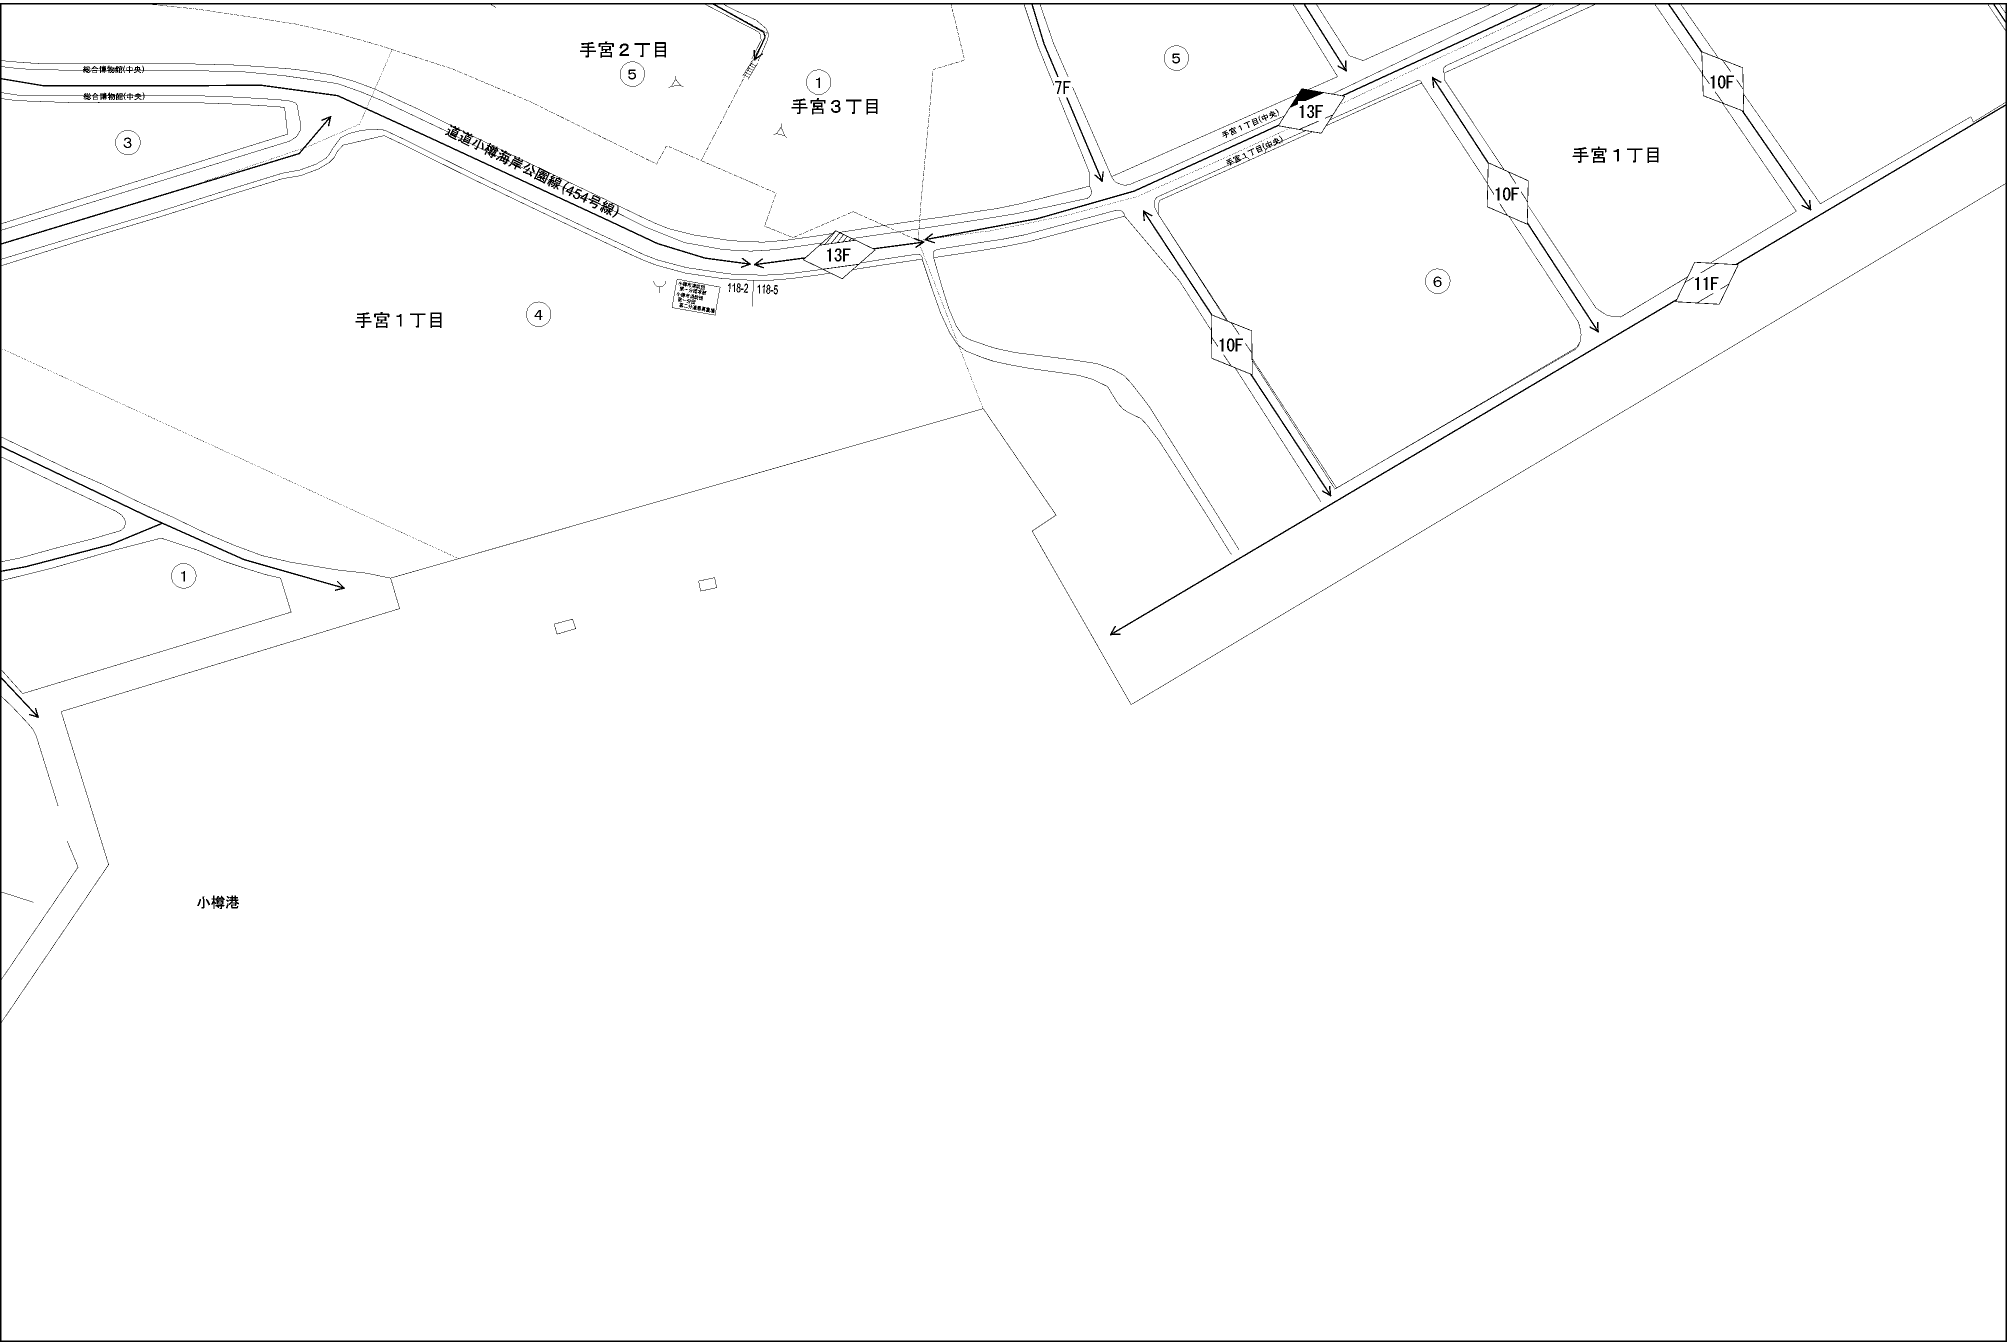 手宮２丁目
5
1
手宮３丁目
5
10F
総合博物館(中央)
総合博物館(中央)
7F
13F
手宮１丁目(中央)
手宮１丁目(中央)
3
道道小樽海岸公園線(454号線)
手宮１丁目
10F
13F
118-2
118-5
6
11F
手宮１丁目
4
10F
1
小樽港